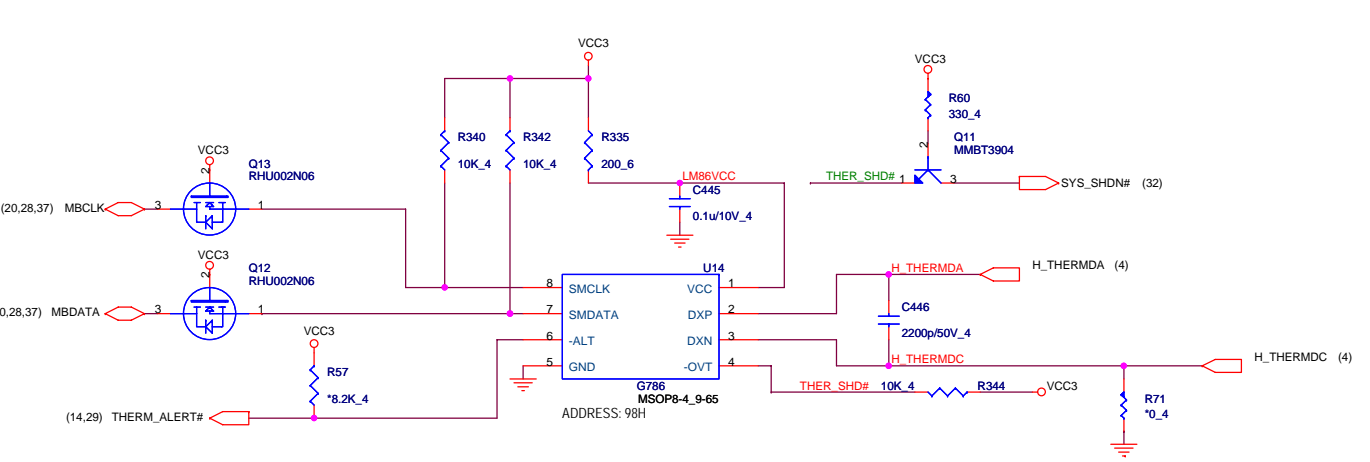 VCC3
VCC3
R60
330_4
Q11
MMBT3904
2
THER_SHD# 1 3 SYS_SHDN# (32)
R340
10K_4
R342
10K_4
R335
200_6
LM86VCC
C445
0.1u/10V_4
VCC3
Q13
RHU002N06
2
(20,28,37) MBCLK 3 1
VCC3
Q12
RHU002N06
2
0,28,37) MBDATA 3 1
U14
8 SMCLK VCC 1
7 SMDATA DXP 2
6 -ALT DXN 3
5 GND -OVT 4
G786
MSOP8-4_9-65
ADDRESS: 98H
H_THERMDA H_THERMDA (4)
C446
2200p/50V_4
H_THERMDC H_THERMDC (4)
VCC3
R57
*8.2K_4
(14,29) THERM_ALERT#
THER_SHD# 10K_4 R344 VCC3
R71
*0_4